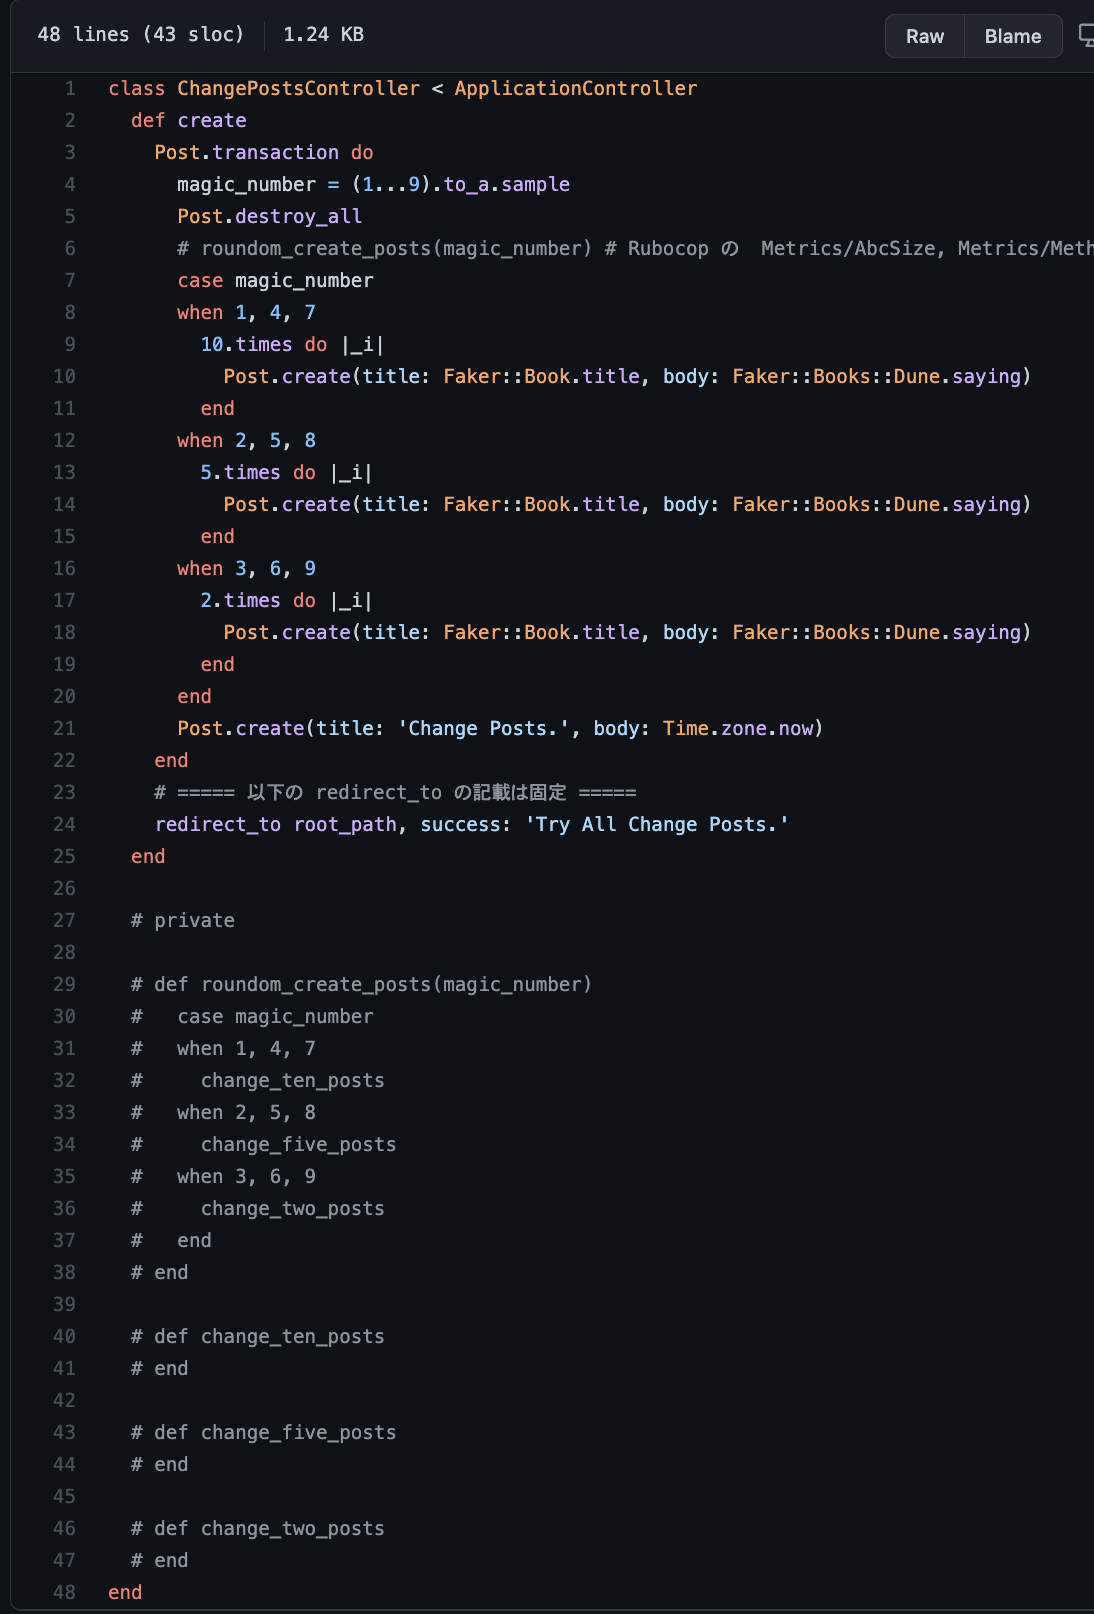 48 lines (43 sloc) 1.24 KB Raw Blame
1 class ChangePostsController < ApplicationController
2   def create
3     Post.transaction do
4       magic_number = (1...9).to_a.sample
5       Post.destroy_all
6       # roundom_create_posts(magic_number) # Rubocop の  Metrics/AbcSize, Metrics/Meth
7       case magic_number
8       when 1, 4, 7
9         10.times do |_i|
10           Post.create(title: Faker::Book.title, body: Faker::Books::Dune.saying)
11         end
12       when 2, 5, 8
13         5.times do |_i|
14           Post.create(title: Faker::Book.title, body: Faker::Books::Dune.saying)
15         end
16       when 3, 6, 9
17         2.times do |_i|
18           Post.create(title: Faker::Book.title, body: Faker::Books::Dune.saying)
19         end
20       end
21       Post.create(title: 'Change Posts.', body: Time.zone.now)
22     end
23     # ===== 以下の redirect_to の記載は固定 =====
24     redirect_to root_path, success: 'Try All Change Posts.'
25   end
26
27   # private
28
29   # def roundom_create_posts(magic_number)
30   #   case magic_number
31   #   when 1, 4, 7
32   #     change_ten_posts
33   #   when 2, 5, 8
34   #     change_five_posts
35   #   when 3, 6, 9
36   #     change_two_posts
37   #   end
38   # end
39
40   # def change_ten_posts
41   # end
42
43   # def change_five_posts
44   # end
45
46   # def change_two_posts
47   # end
48 end